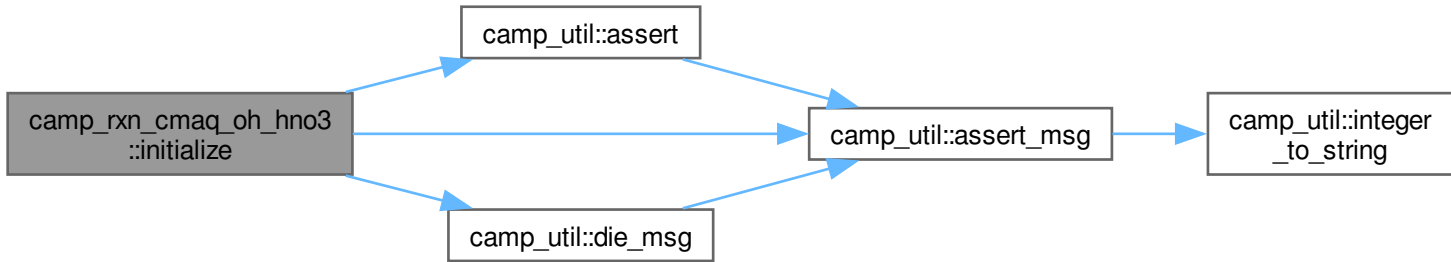 camp_rxn_cmaq_oh_hno3
::initialize
camp_util::assert
camp_util::die_msg
camp_util::assert_msg
camp_util::integer
_to_string